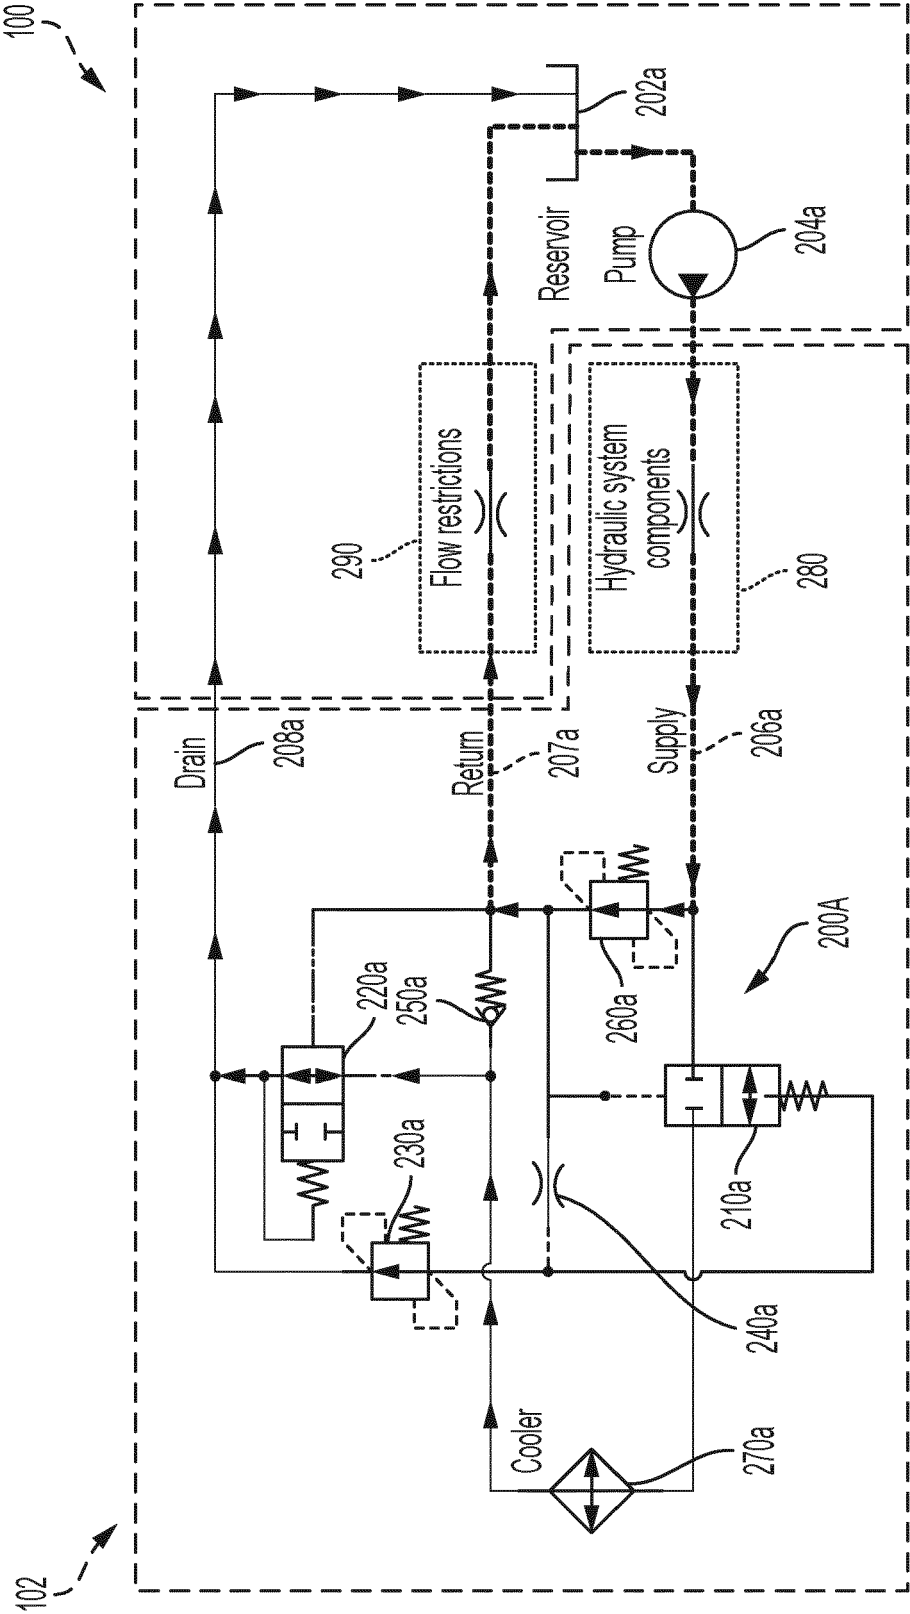 100
102
Drain
208a
Return
207a
Supply
206a
290
Flow restrictions
Hydraulic system
components
280
Reservoir
202a
Pump
204a
220a
250a
230a
260a
200A
210a
240a
Cooler
270a